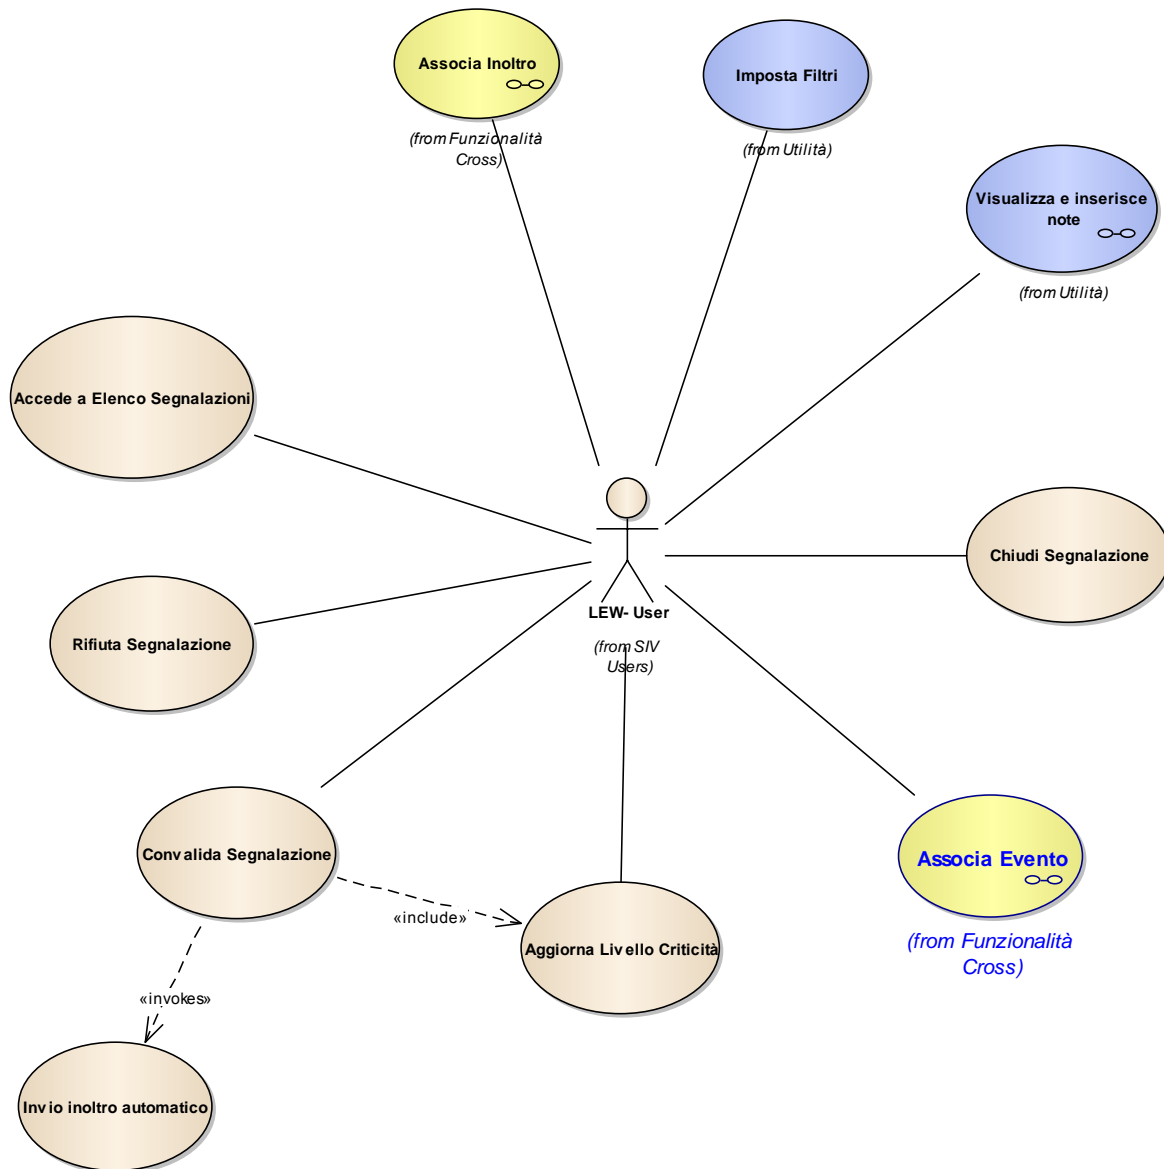 Associa Inoltro
(from Funzionalità
Cross)
Imposta Filtri
(from Utilità)
Visualizza e inserisce
note
(from Utilità)
Accede a Elenco Segnalazioni
Chiudi Segnalazione
LEW- User
(from SIV
Users)
Rifiuta Segnalazione
Convalida Segnalazione
«include»
Aggiorna Livello Criticità
Associa Evento
(from Funzionalità
Cross)
«invokes»
Invio inoltro automatico